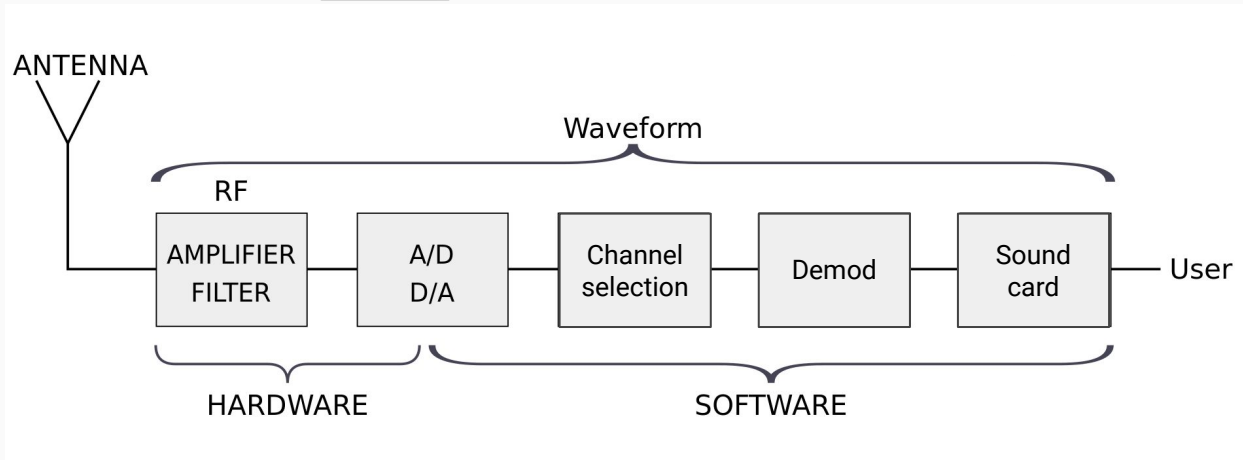 ANTENNA
Waveform
RF
AMPLIFIER
FILTER
A/D
D/A
Channel
selection
Demod
Sound
card
User
HARDWARE
SOFTWARE